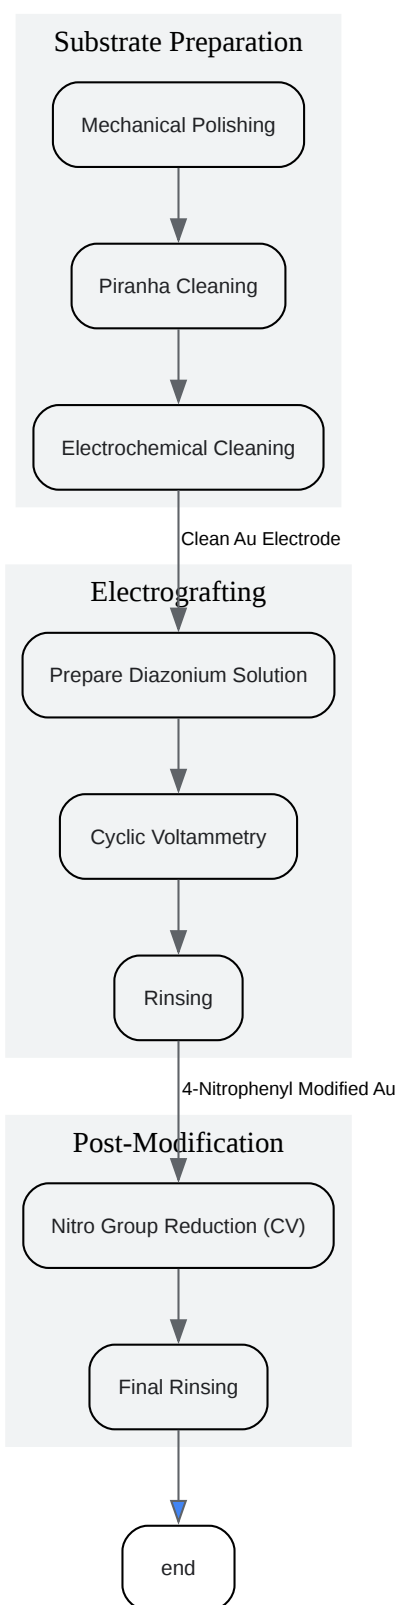 Substrate Preparation
Mechanical Polishing
Piranha Cleaning
Electrochemical Cleaning
Clean Au Electrode
Electrografting
Prepare Diazonium Solution
Cyclic Voltammetry
Rinsing
4-Nitrophenyl Modified Au
Post-Modification
Nitro Group Reduction (CV)
Final Rinsing
end